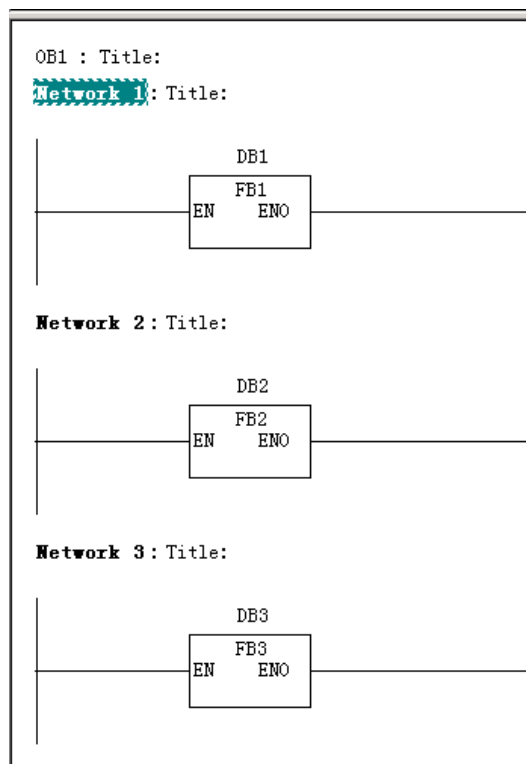 OB1 : Title:
Network 1: Title:
DB1
FB1
EN ENO
Network 2: Title:
DB2
FB2
EN ENO
Network 3: Title:
DB3
FB3
EN ENO